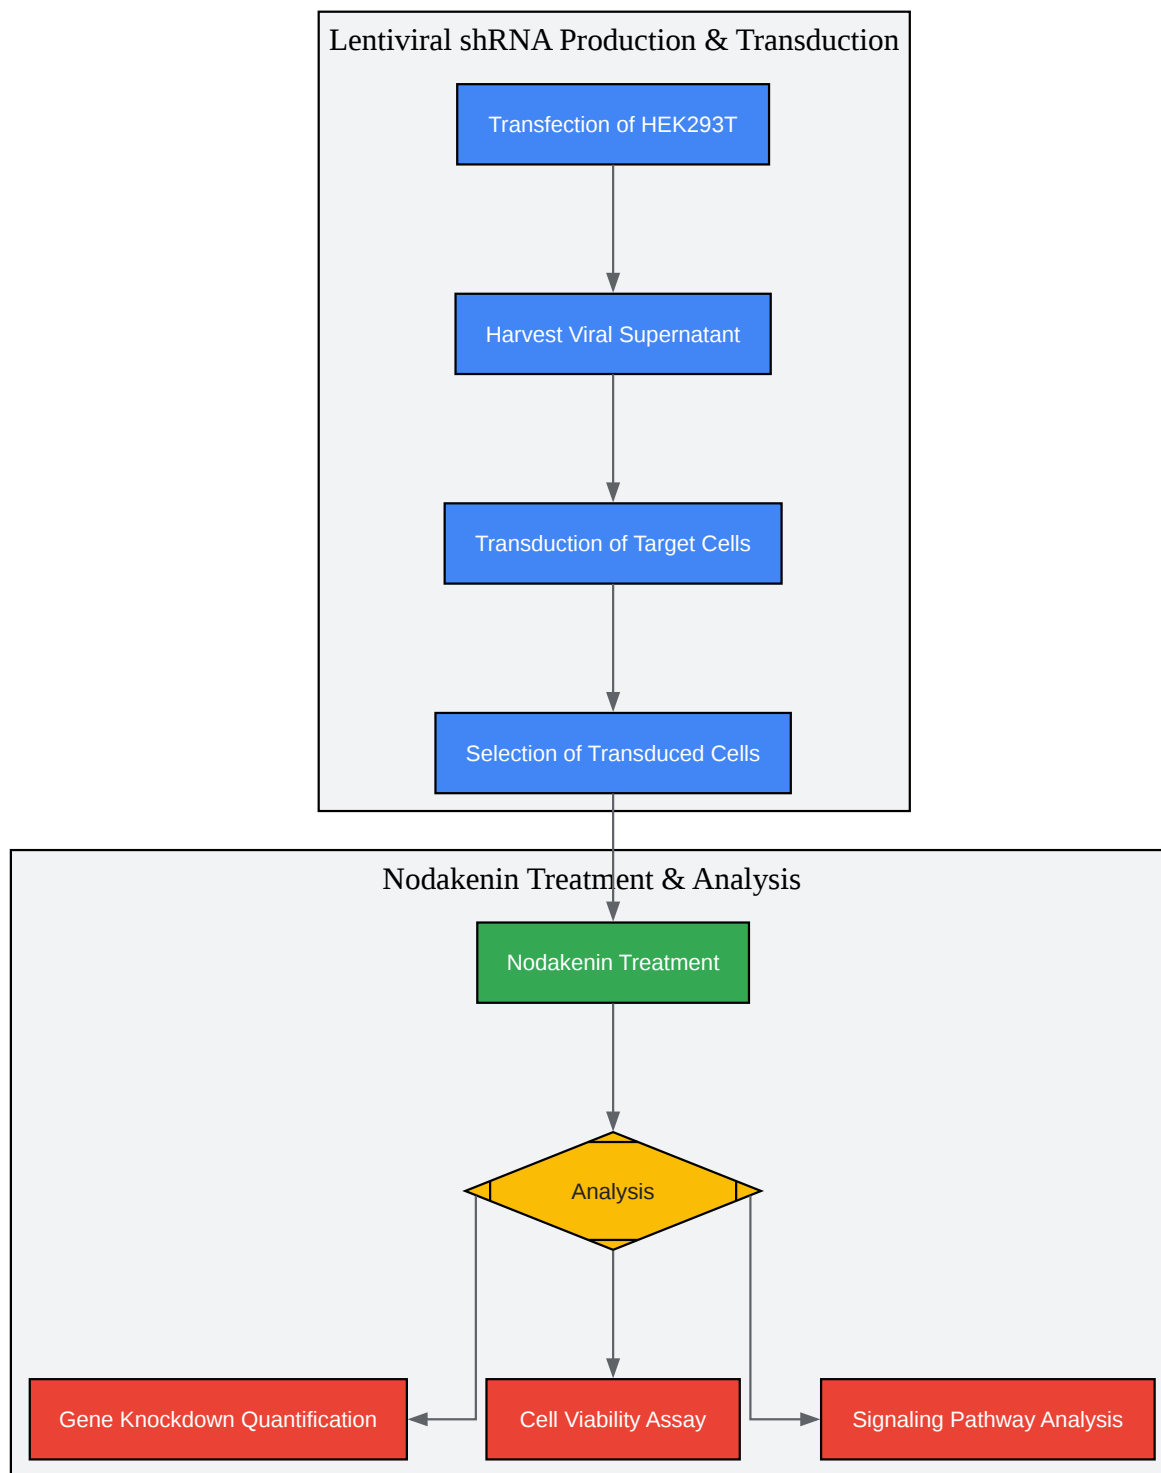 Lentiviral shRNA Production & Transduction
Transfection of HEK293T
Harvest Viral Supernatant
Transduction of Target Cells
Selection of Transduced Cells
Nodakenin Treatment & Analysis
Nodakenin Treatment
Analysis
Gene Knockdown Quantification
Cell Viability Assay
Signaling Pathway Analysis